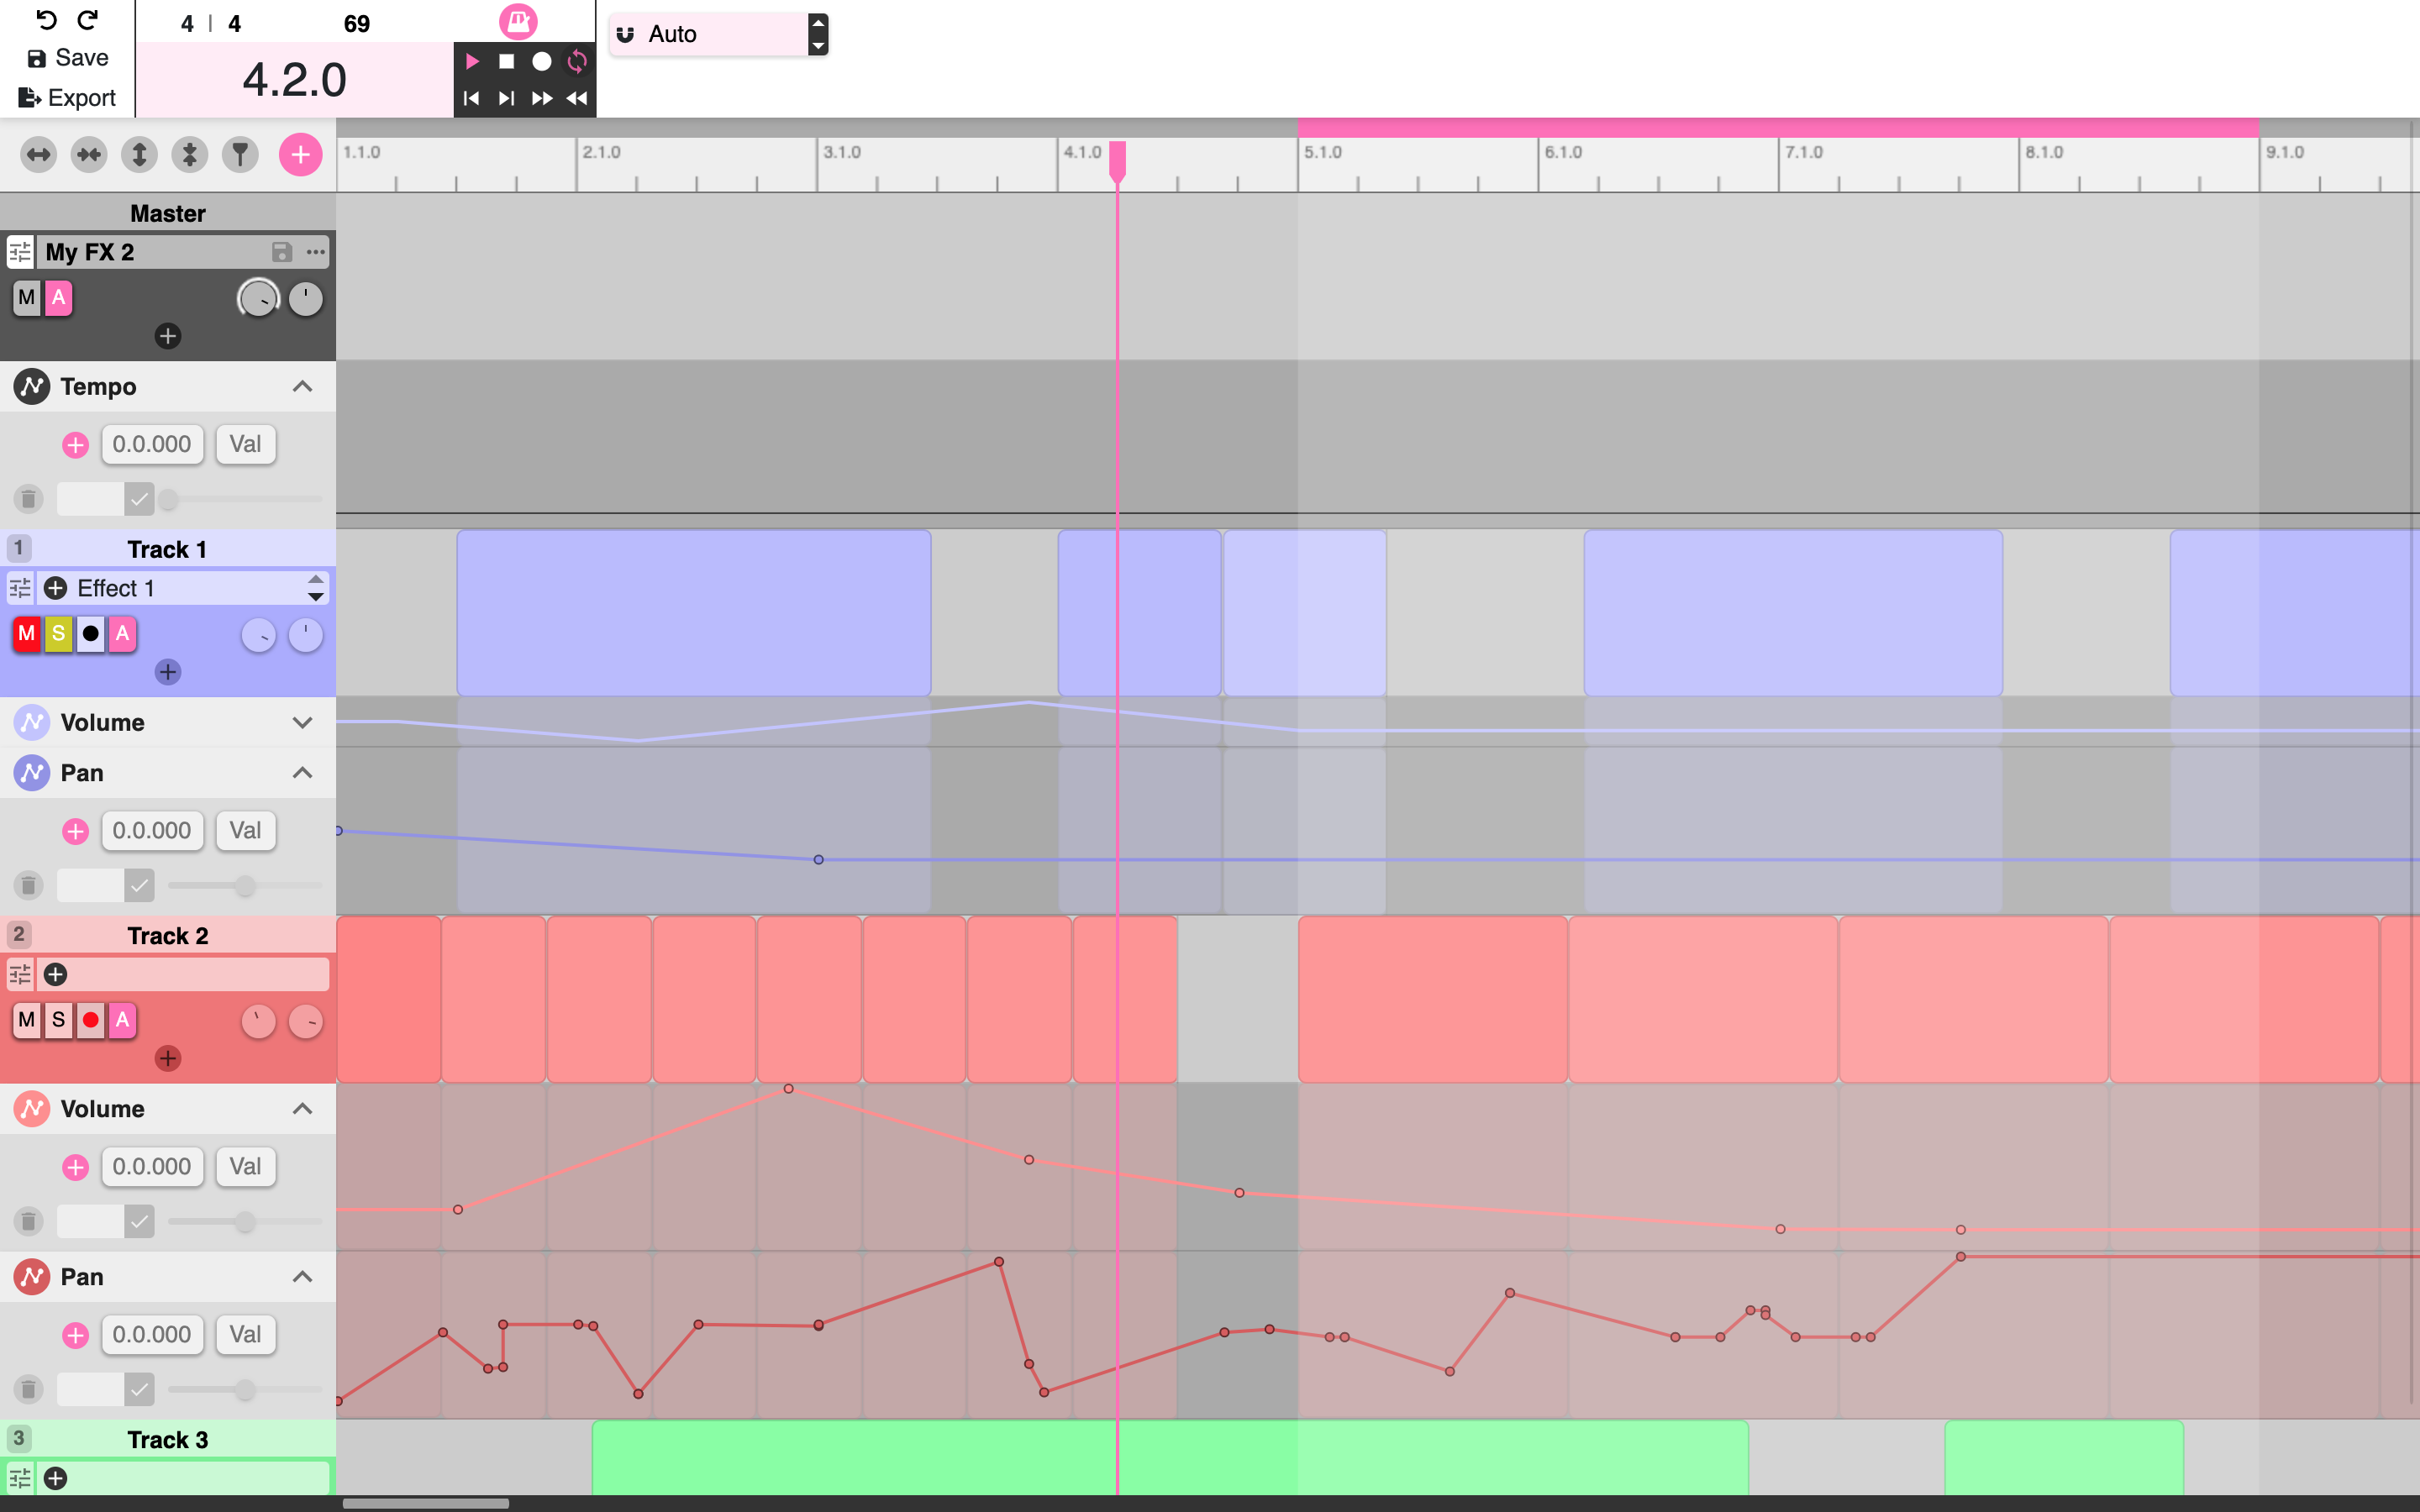 4 | 4 69
Save
Auto
4.2.0
Export
1.1.0 2.1.0 3.1.0 4.1.0 5.1.0 6.1.0 7.1.0 8.1.0 9.1.0
Master
My FX 2
M A
Tempo
0.0.000 Val
1 Track 1
Effect 1
M S A
Volume
Pan
0.0.000 Val
2 Track 2
M S A
Volume
0.0.000 Val
Pan
0.0.000 Val
3 Track 3